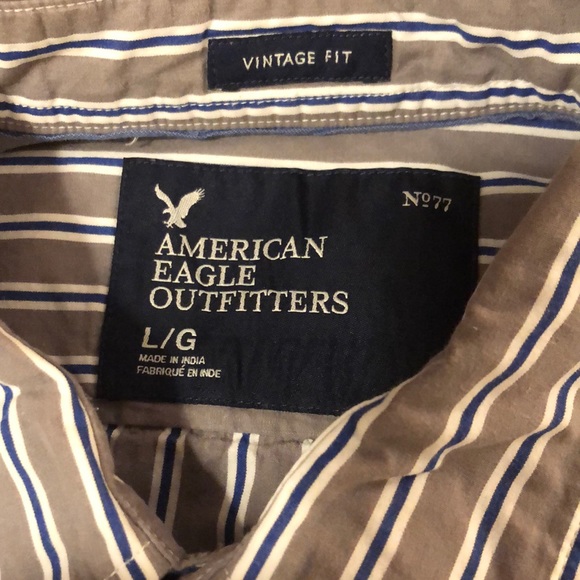 VINTAGE FIT
Nº77
AMERICAN
EAGLE
OUTFITTERS
L/G
MADE IN INDIA
FABRIQUÉ EN INDE